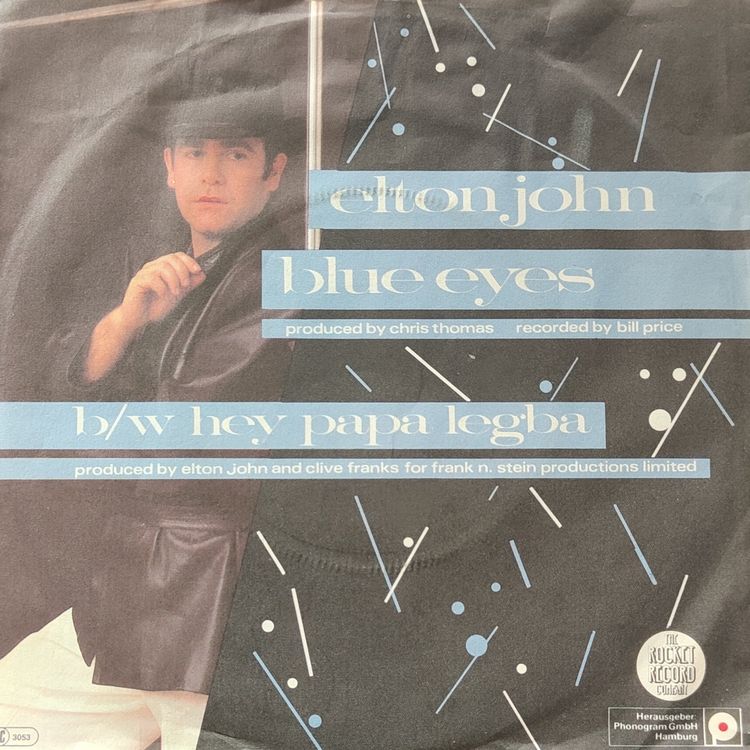 elton john
blue eyes
produced by chris thomas recorded by bill price
b/w hey papa legba
produced by elton john and clive franks for frank n. stein productions limited
THE
ROCKET
RECORD
COMPANY
Herausgeber:
Phonogram GmbH
Hamburg
C 3053